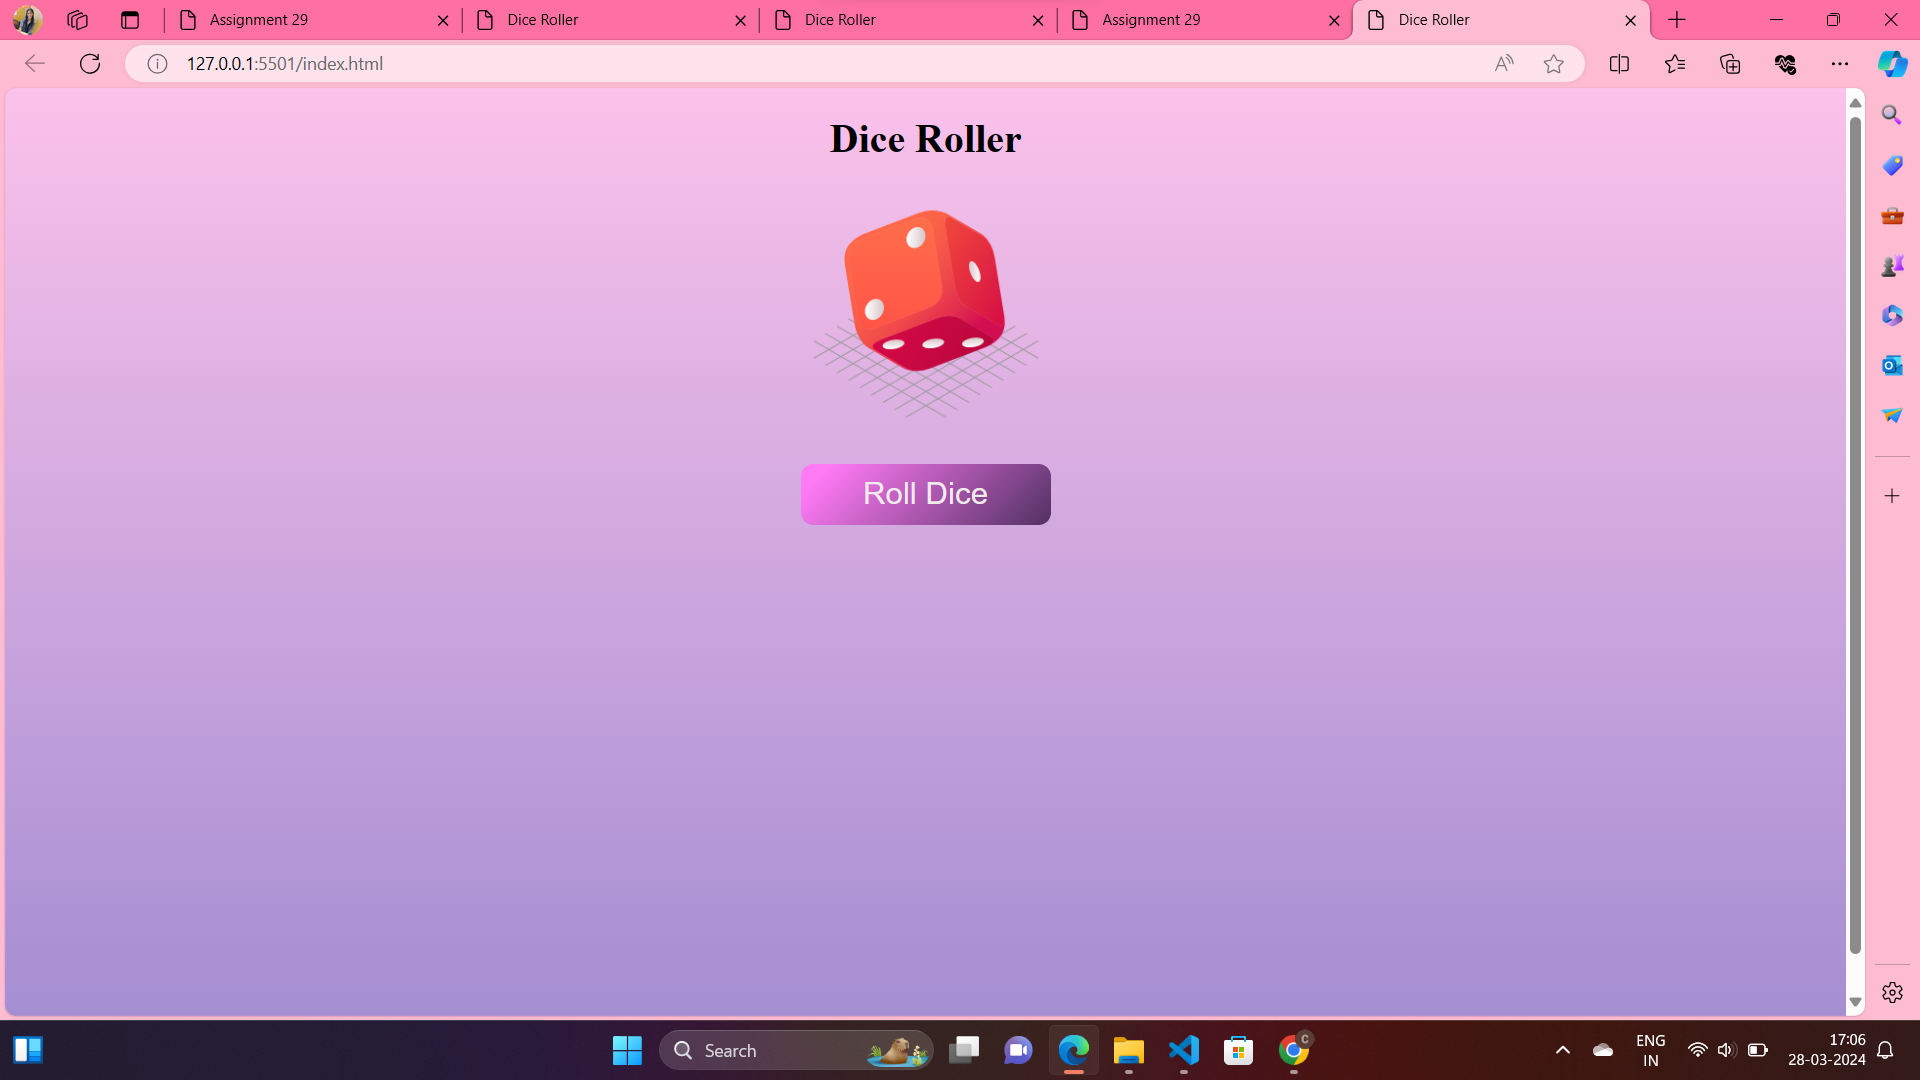 Assignment 29
Dice Roller
Dice Roller
Assignment 29
Dice Roller
127.0.0.1:5501/index.html
Dice Roller
Roll Dice
Search
C
ENG
IN
17:06
28-03-2024